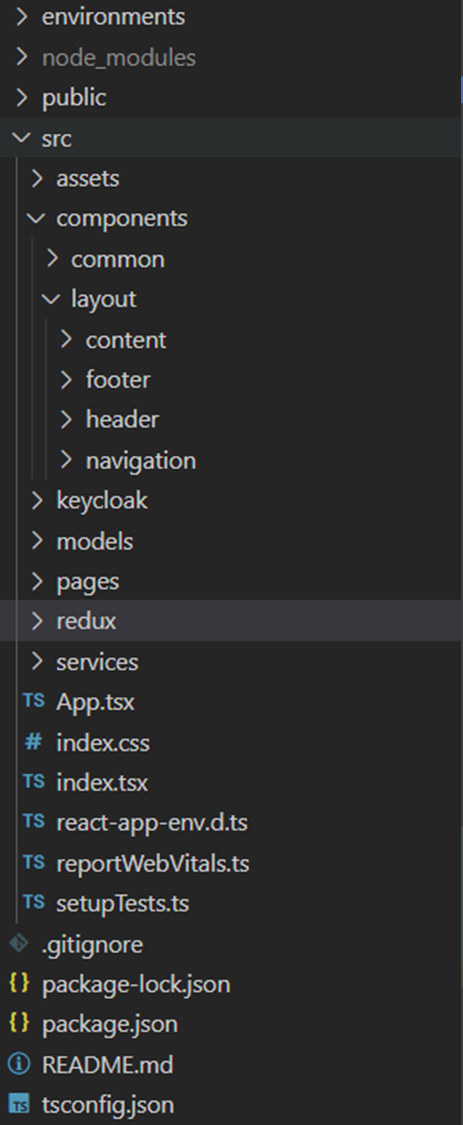 environments
node_modules
public
src
assets
components
common
layout
content
footer
header
navigation
keycloak
models
pages
redux
services
TS App.tsx
# index.css
TS index.tsx
TS react-app-env.d.ts
TS reportWebVitals.ts
TS setupTests.ts
.gitignore
{} package-lock.json
{} package.json
README.md
TS tsconfig.json